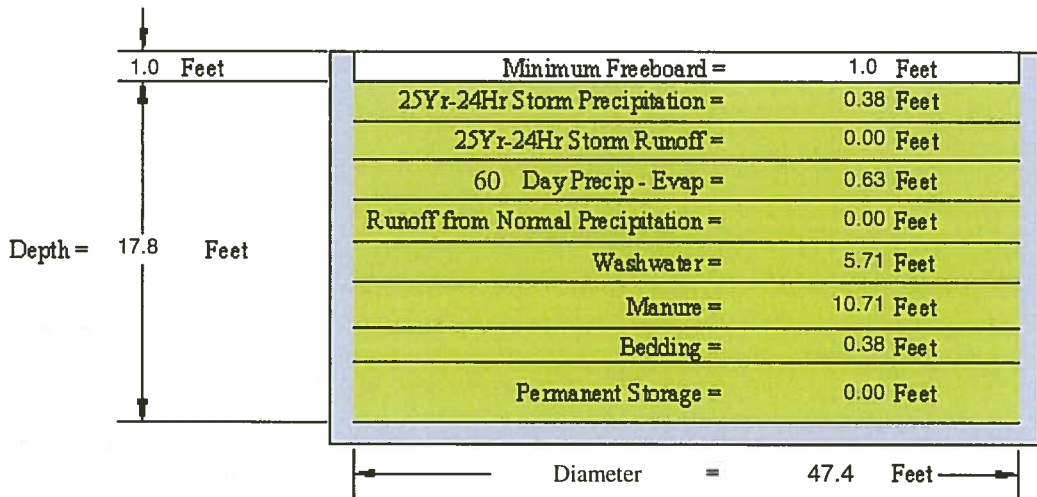 1.0 Feet Minimum Freeboard = 1.0 Feet
25Yr-24Hr Storm Precipitation = 0.38 Feet
25Yr-24Hr Storm Runoff = 0.00 Feet
60 Day Precip - Evap = 0.63 Feet
Runoff from Normal Precipitation = 0.00 Feet
Depth = 17.8 Feet
Washwater = 5.71 Feet
Manure = 10.71 Feet
Bedding = 0.38 Feet
Permanent Storage = 0.00 Feet
Diameter = 47.4 Feet